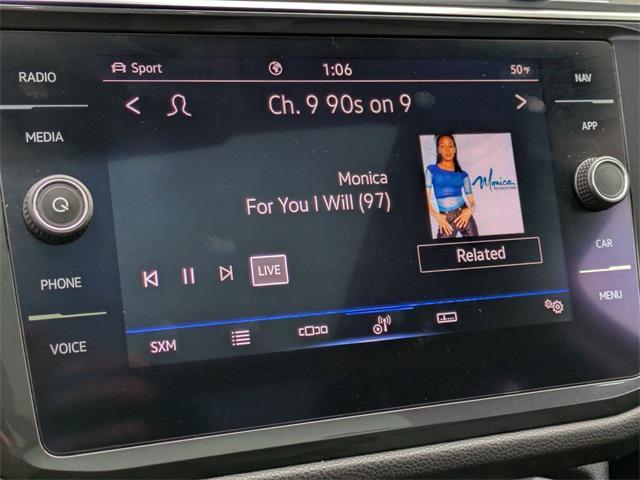 RADIO
MEDIA
PHONE
VOICE
Sport
1:06
50°F
Ch. 9 90s on 9
Monica
For You I Will (97)
Monica
Related
LIVE
SXM
NAV
APP
CAR
MENU